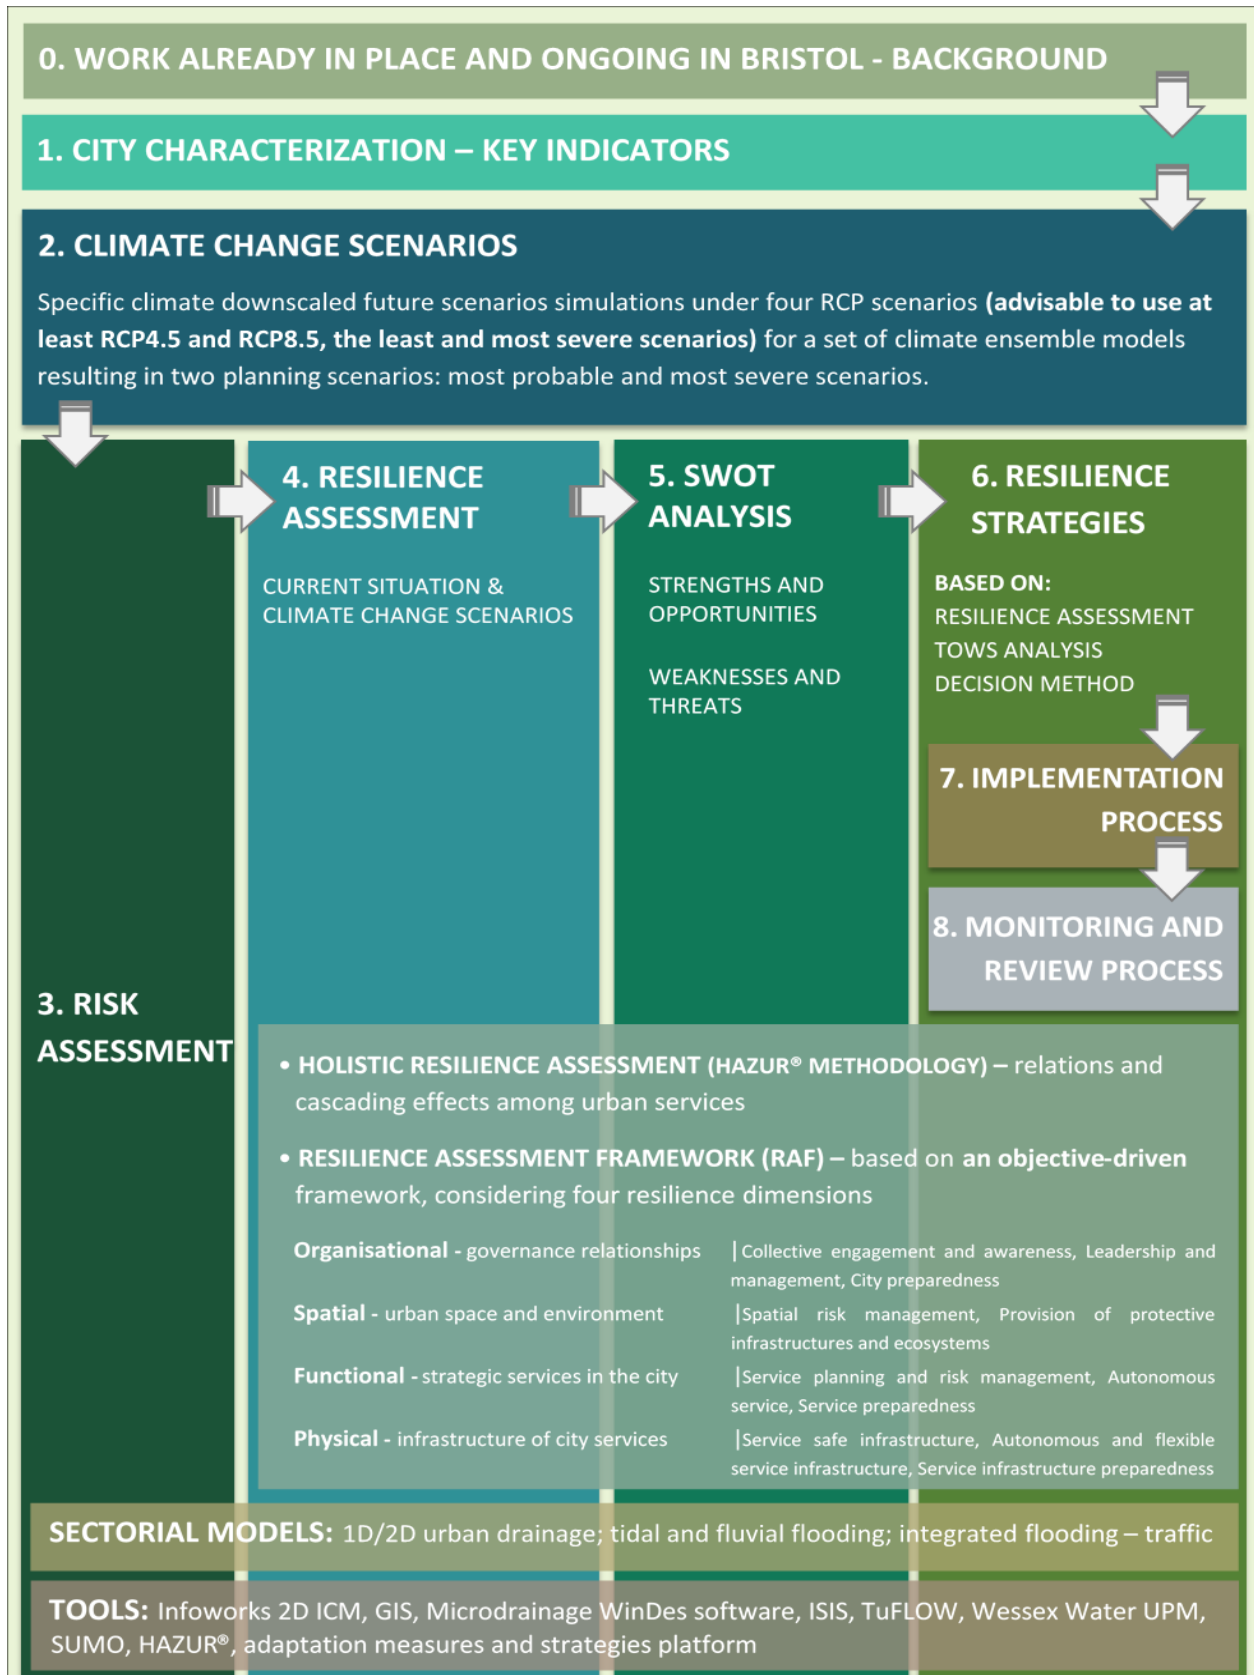 0. WORK ALREADY IN PLACE AND ONGOING IN BRISTOL - BACKGROUND
1. CITY CHARACTERIZATION – KEY INDICATORS
2. CLIMATE CHANGE SCENARIOS
Specific climate downscaled future scenarios simulations under four RCP scenarios (advisable to use at
least RCP4.5 and RCP8.5, the least and most severe scenarios) for a set of climate ensemble models
resulting in two planning scenarios: most probable and most severe scenarios.
3. RISK
ASSESSMENT
4. RESILIENCE
ASSESSMENT
CURRENT SITUATION &
CLIMATE CHANGE SCENARIOS
5. SWOT
ANALYSIS
STRENGTHS AND
OPPORTUNITIES
WEAKNESSES AND
THREATS
6. RESILIENCE
STRATEGIES
BASED ON:
RESILIENCE ASSESSMENT
TOWS ANALYSIS
DECISION METHOD
7. IMPLEMENTATION
PROCESS
8. MONITORING AND
REVIEW PROCESS
• HOLISTIC RESILIENCE ASSESSMENT (HAZUR® METHODOLOGY) – relations and
cascading effects among urban services
• RESILIENCE ASSESSMENT FRAMEWORK (RAF) – based on an objective-driven
framework, considering four resilience dimensions
Organisational - governance relationships
|Collective engagement and awareness, Leadership and
management, City preparedness
Spatial - urban space and environment
|Spatial risk management, Provision of protective
infrastructures and ecosystems
Functional - strategic services in the city
|Service planning and risk management, Autonomous
service, Service preparedness
Physical - infrastructure of city services
|Service safe infrastructure, Autonomous and flexible
service infrastructure, Service infrastructure preparedness
SECTORIAL MODELS: 1D/2D urban drainage; tidal and fluvial flooding; integrated flooding – traffic
TOOLS: Infoworks 2D ICM, GIS, Microdrainage WinDes software, ISIS, TuFLOW, Wessex Water UPM,
SUMO, HAZUR®, adaptation measures and strategies platform